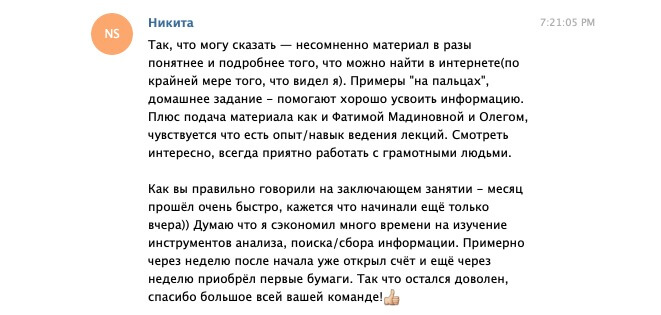 Никита
7:21:05 PM
NS
Так, что могу сказать — несомненно материал в разы
понятнее и подробнее того, что можно найти в интернете(по
крайней мере того, что видел я). Примеры "на пальцах",
домашнее задание – помогают хорошо усвоить информацию.
Плюс подача материала как и Фатимой Мадиновной и Олегом,
чувствуется что есть опыт/навык ведения лекций. Смотреть
интересно, всегда приятно работать с грамотными людьми.
Как вы правильно говорили на заключающем занятии – месяц
прошёл очень быстро, кажется что начинали ещё только
вчера)) Думаю что я сэкономил много времени на изучение
инструментов анализа, поиска/сбора информации. Примерно
через неделю после начала уже открыл счёт и ещё через
неделю приобрёл первые бумаги. Так что остался доволен,
спасибо большое всей вашей команде!👍🏼